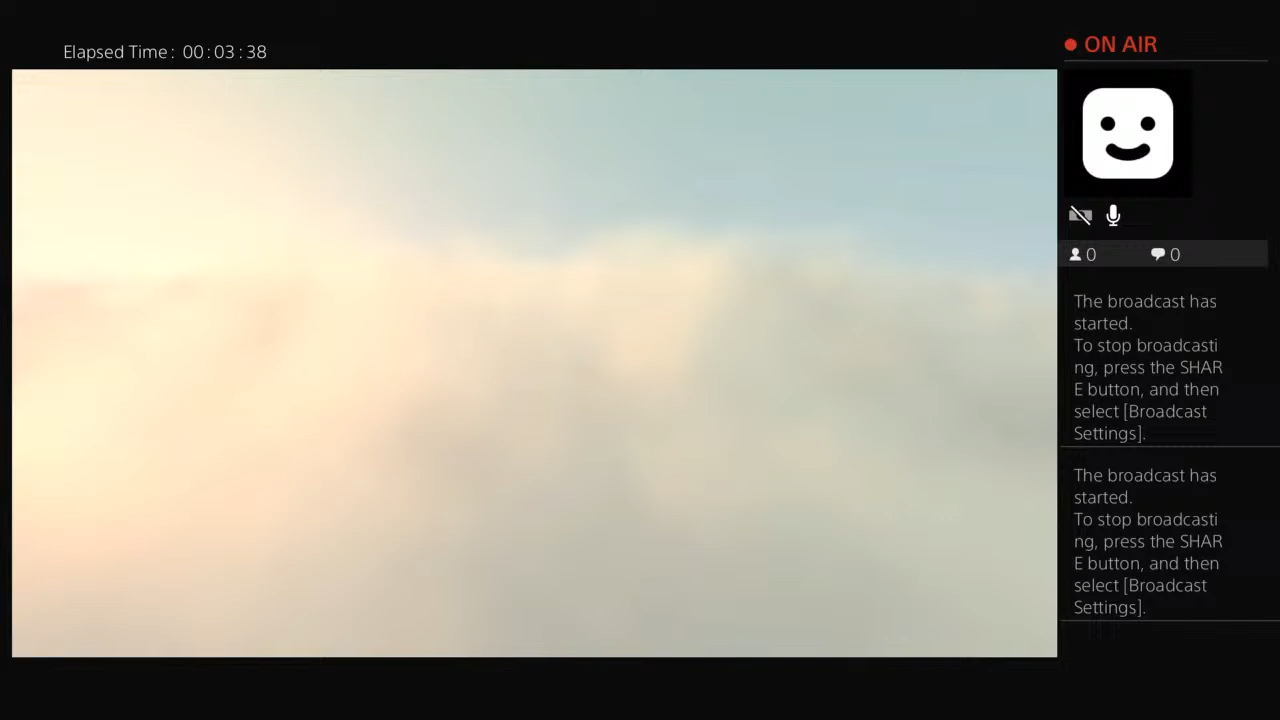 Elapsed Time: 00:03:38
ON AIR
0 0
The broadcast has
started.
To stop broadcasti
ng, press the SHAR
E button, and then
select [Broadcast
Settings].
The broadcast has
started.
To stop broadcasti
ng, press the SHAR
E button, and then
select [Broadcast
Settings].